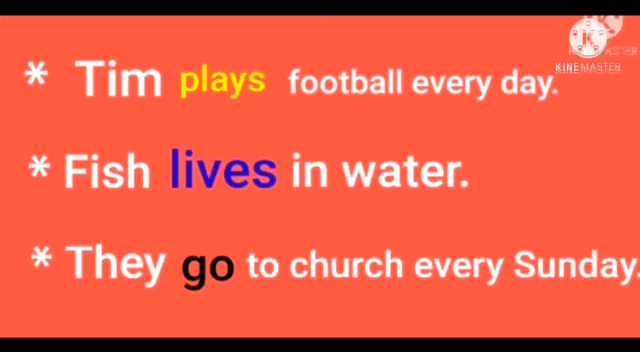 * Tim plays football every day.
* Fish lives in water.
* They go to church every Sunday.
KINEMASTER